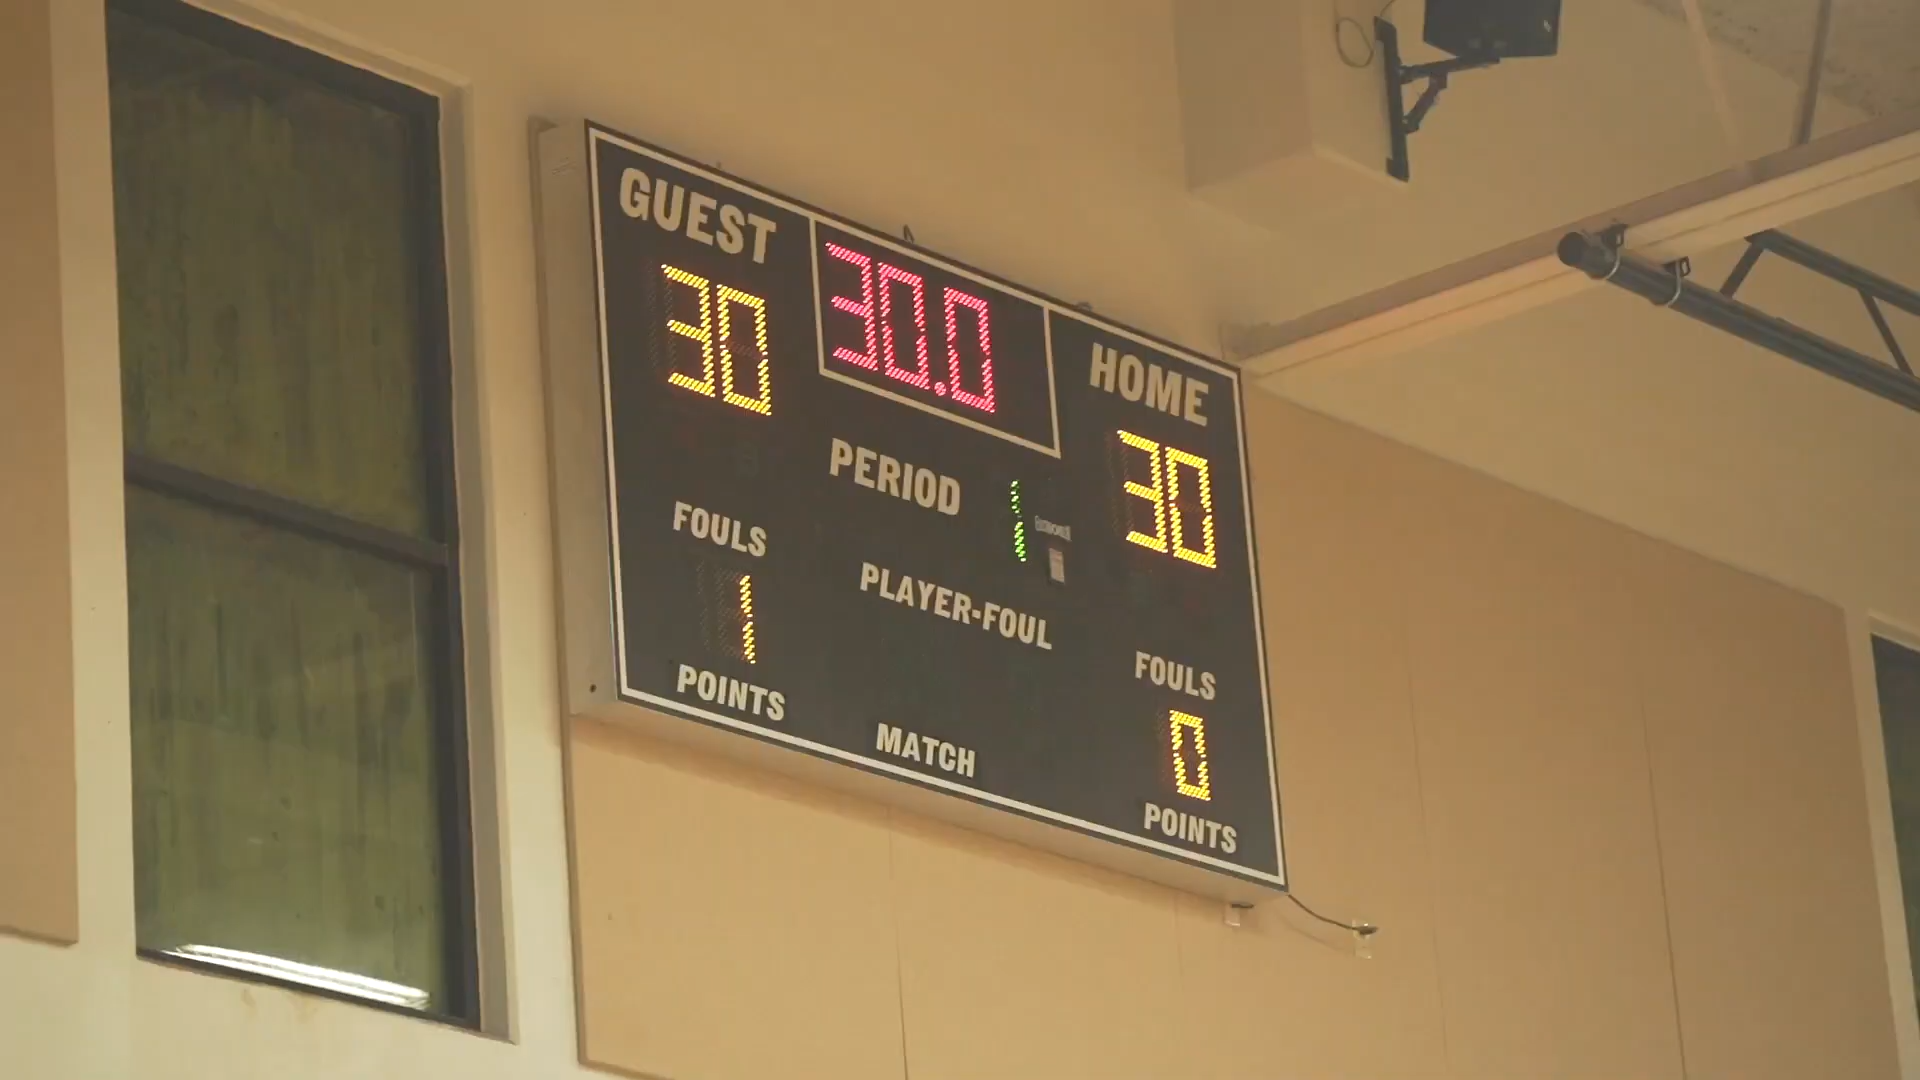 GUEST
30
30.0
HOME
30
PERIOD 1
FOULS
1
PLAYER-FOUL
FOULS
0
POINTS
MATCH
POINTS